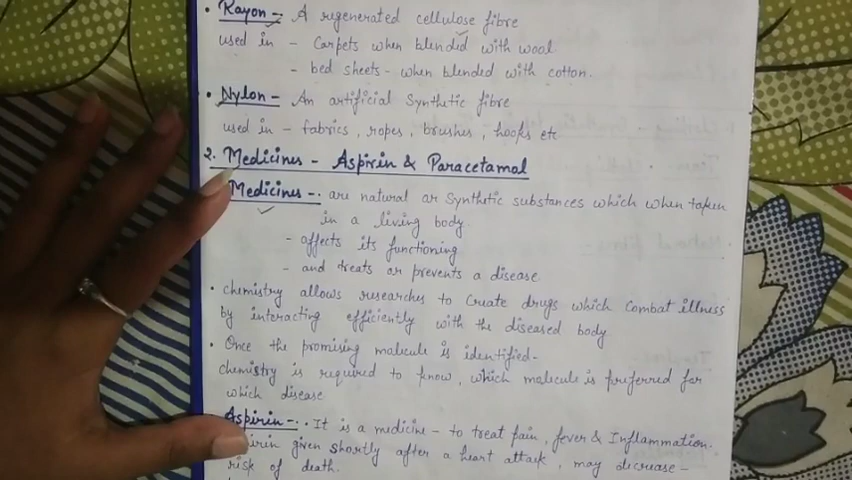 • Rayon - A regenerated cellulose fibre
used in - Carpets when blended with wool
- bed sheets - when blended with cotton.
• Nylon - An artificial Synthetic fibre
used in - fabrics, ropes, brushes, hooks etc
2. Medicines - Aspirin & Paracetamol
Medicines - • are natural or Synthetic substances which when taken
in a living body
- affects its functioning
- and treats or prevents a disease
• Chemistry allows researches to Create drugs which Combat illness
by interacting efficiently with the diseased body
• Once the promising molecule is identified-
chemistry is required to know, which molecule is preferred for
which disease
Aspirin - • It is a medicine - to treat pain, fever & Inflammation.
given shortly after a heart attack, may decrease -
risk of death.